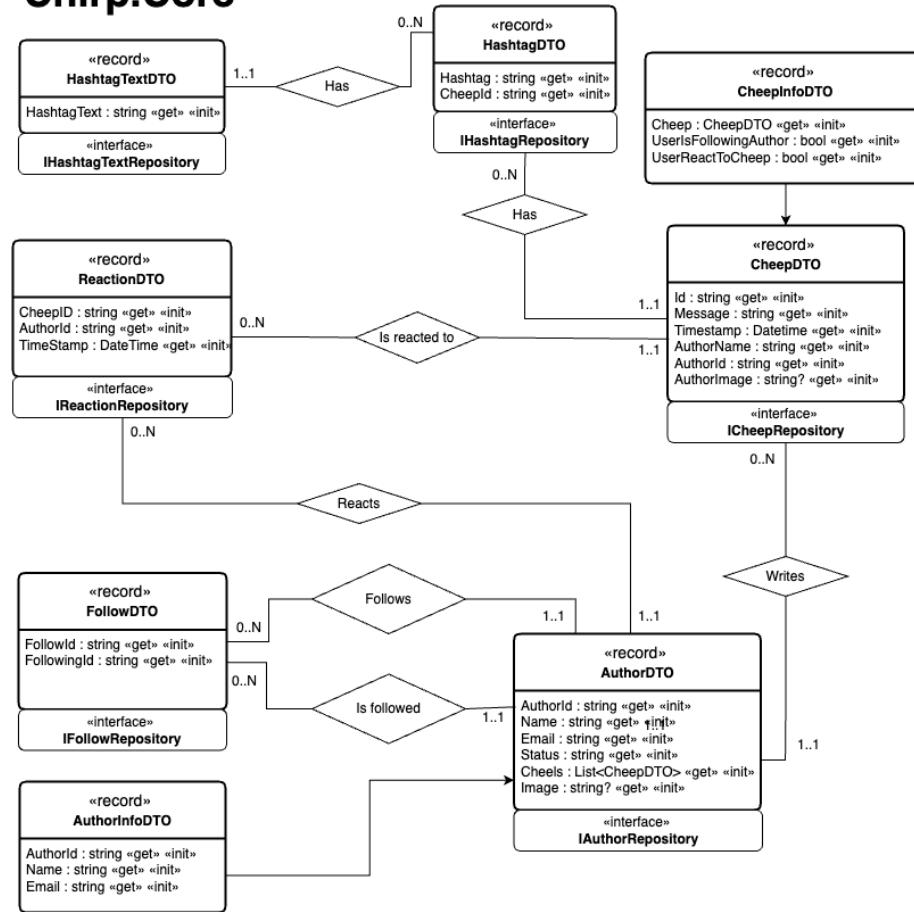 Chirp.Core
«record»
HashtagTextDTO
HashtagText : string «get» «init»
«interface»
IHashtagTextRepository
1..1
Has
0..N
«record»
HashtagDTO
Hashtag : string «get» «init»
CheepId : string «get» «init»
«interface»
IHashtagRepository
0..N
Has
1..1
«record»
CheepInfoDTO
Cheep : CheepDTO «get» «init»
UserIsFollowingAuthor : bool «get» «init»
UserReactToCheep : bool «get» «init»
«record»
CheepDTO
Id : string «get» «init»
Message : string «get» «init»
Timestamp : Datetime «get» «init»
AuthorName : string «get» «init»
AuthorId : string «get» «init»
AuthorImage : string? «get» «init»
«interface»
ICheepRepository
0..N
«record»
ReactionDTO
CheepID : string «get» «init»
AuthorId : string «get» «init»
TimeStamp : DateTime «get» «init»
«interface»
IReactionRepository
0..N
Is reacted to
1..1
0..N
Reacts
1..1
Writes
1..1
«record»
FollowDTO
FollowId : string «get» «init»
FollowingId : string «get» «init»
«interface»
IFollowRepository
0..N
Follows
1..1
0..N
Is followed
1..1
«record»
AuthorDTO
AuthorId : string «get» «init»
Name : string «get» «init»
1..1
Email : string «get» «init»
Status : string «get» «init»
Cheels : List<CheepDTO> «get» «init»
Image : string? «get» «init»
«interface»
IAuthorRepository
«record»
AuthorInfoDTO
AuthorId : string «get» «init»
Name : string «get» «init»
Email : string «get» «init»